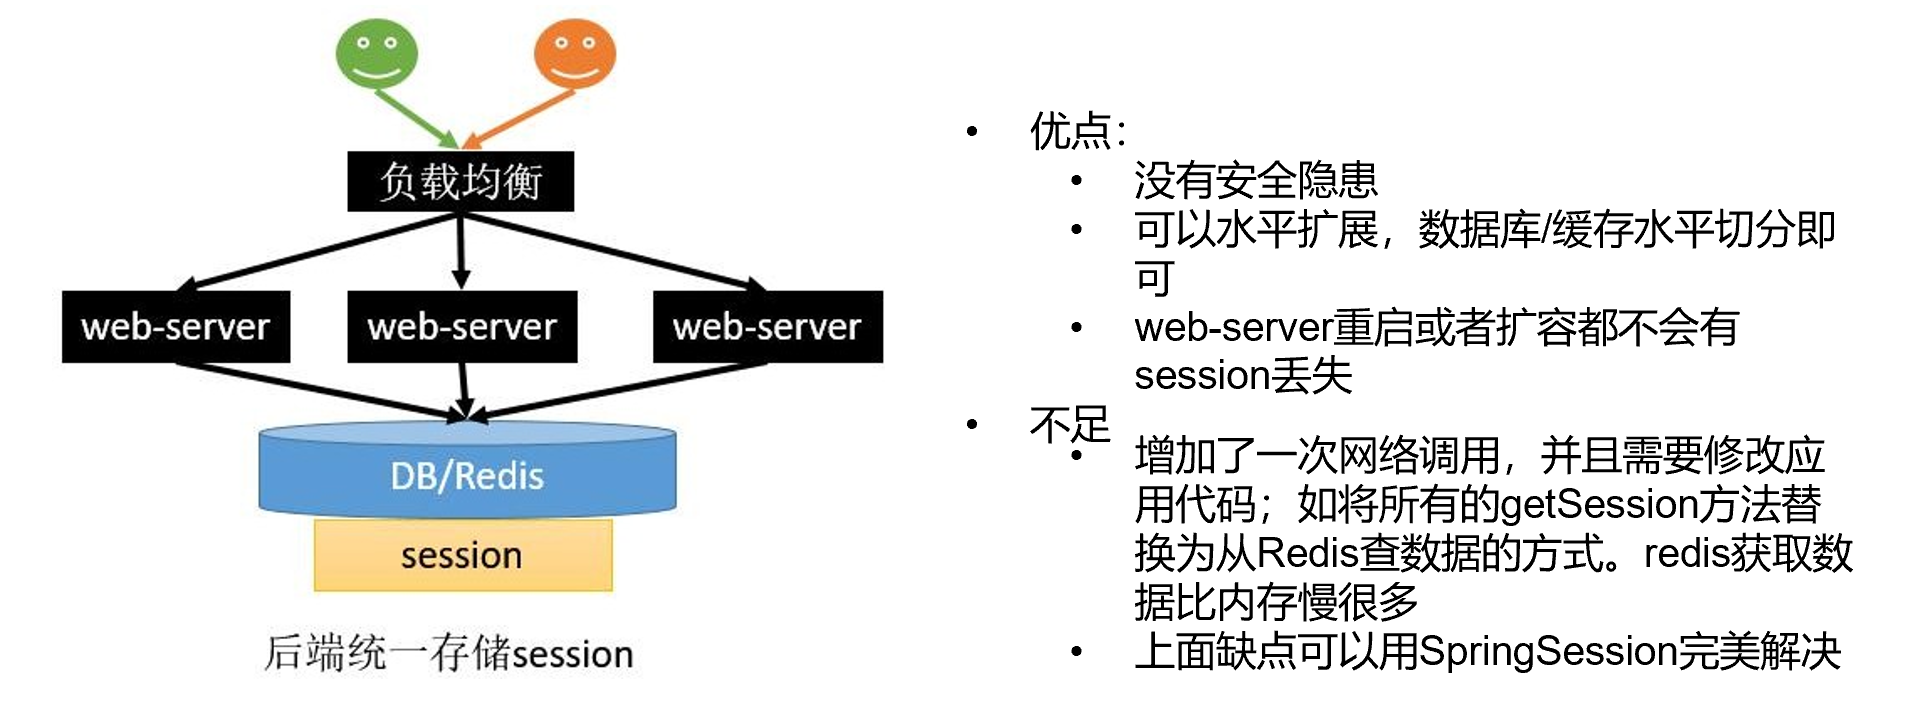 负载均衡
web-server
web-server
web-server
DB/Redis
session
后端统一存储session
• 优点：
• 没有安全隐患
• 可以水平扩展，数据库/缓存水平切分即
可
• web-server重启或者扩容都不会有
session丢失
• 不足
• 增加了一次网络调用，并且需要修改应
用代码；如将所有的getSession方法替
换为从Redis查数据的方式。redis获取数
据比内存慢很多
• 上面缺点可以用SpringSession完美解决